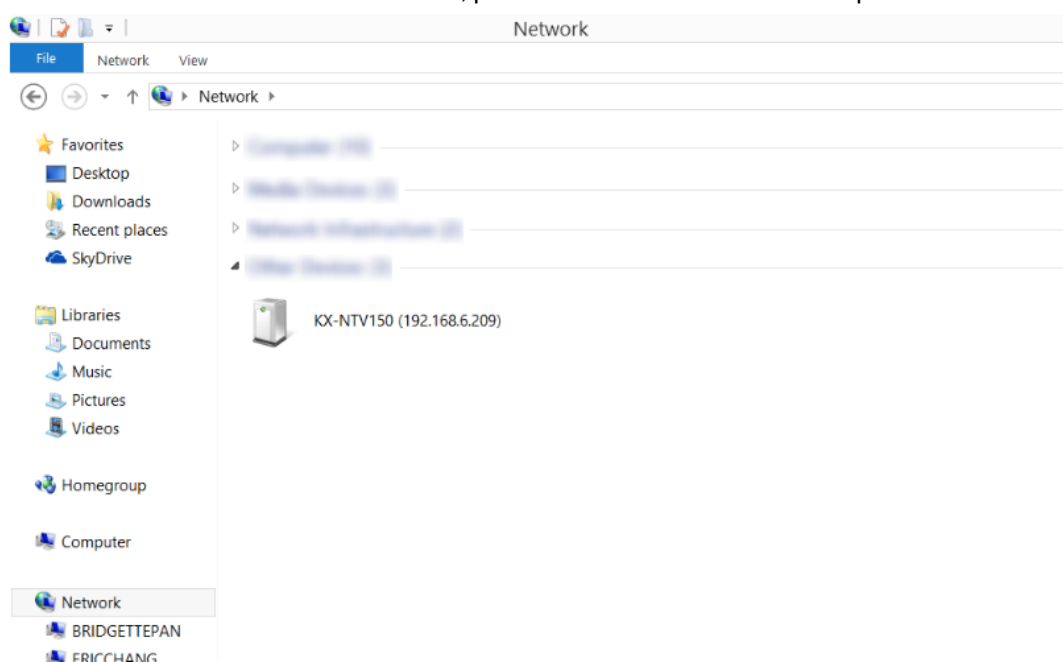 Network
File Network View
Network
Favorites
Desktop
Downloads
Recent places
SkyDrive
Libraries
Documents
Music
Pictures
Videos
Homegroup
Computer
Network
BRIDGETTEPAN
ERICCHANG
KX-NTV150 (192.168.6.209)